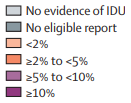 No evidence of IDU
No eligible report
<2%
≥2% to <5%
≥5% to <10%
≥10%